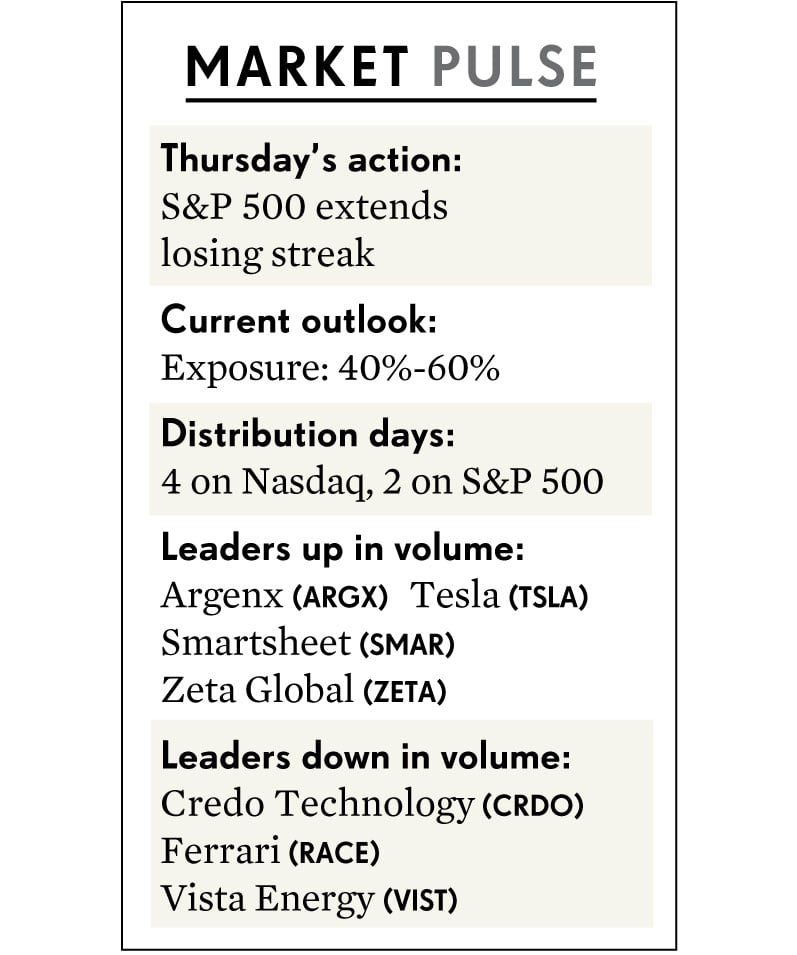 MARKET PULSE
Thursday’s action:
S&P 500 extends
losing streak
Current outlook:
Exposure: 40%-60%
Distribution days:
4 on Nasdaq, 2 on S&P 500
Leaders up in volume:
Argenx (ARGX) Tesla (TSLA)
Smartsheet (SMAR)
Zeta Global (ZETA)
Leaders down in volume:
Credo Technology (CRDO)
Ferrari (RACE)
Vista Energy (VIST)